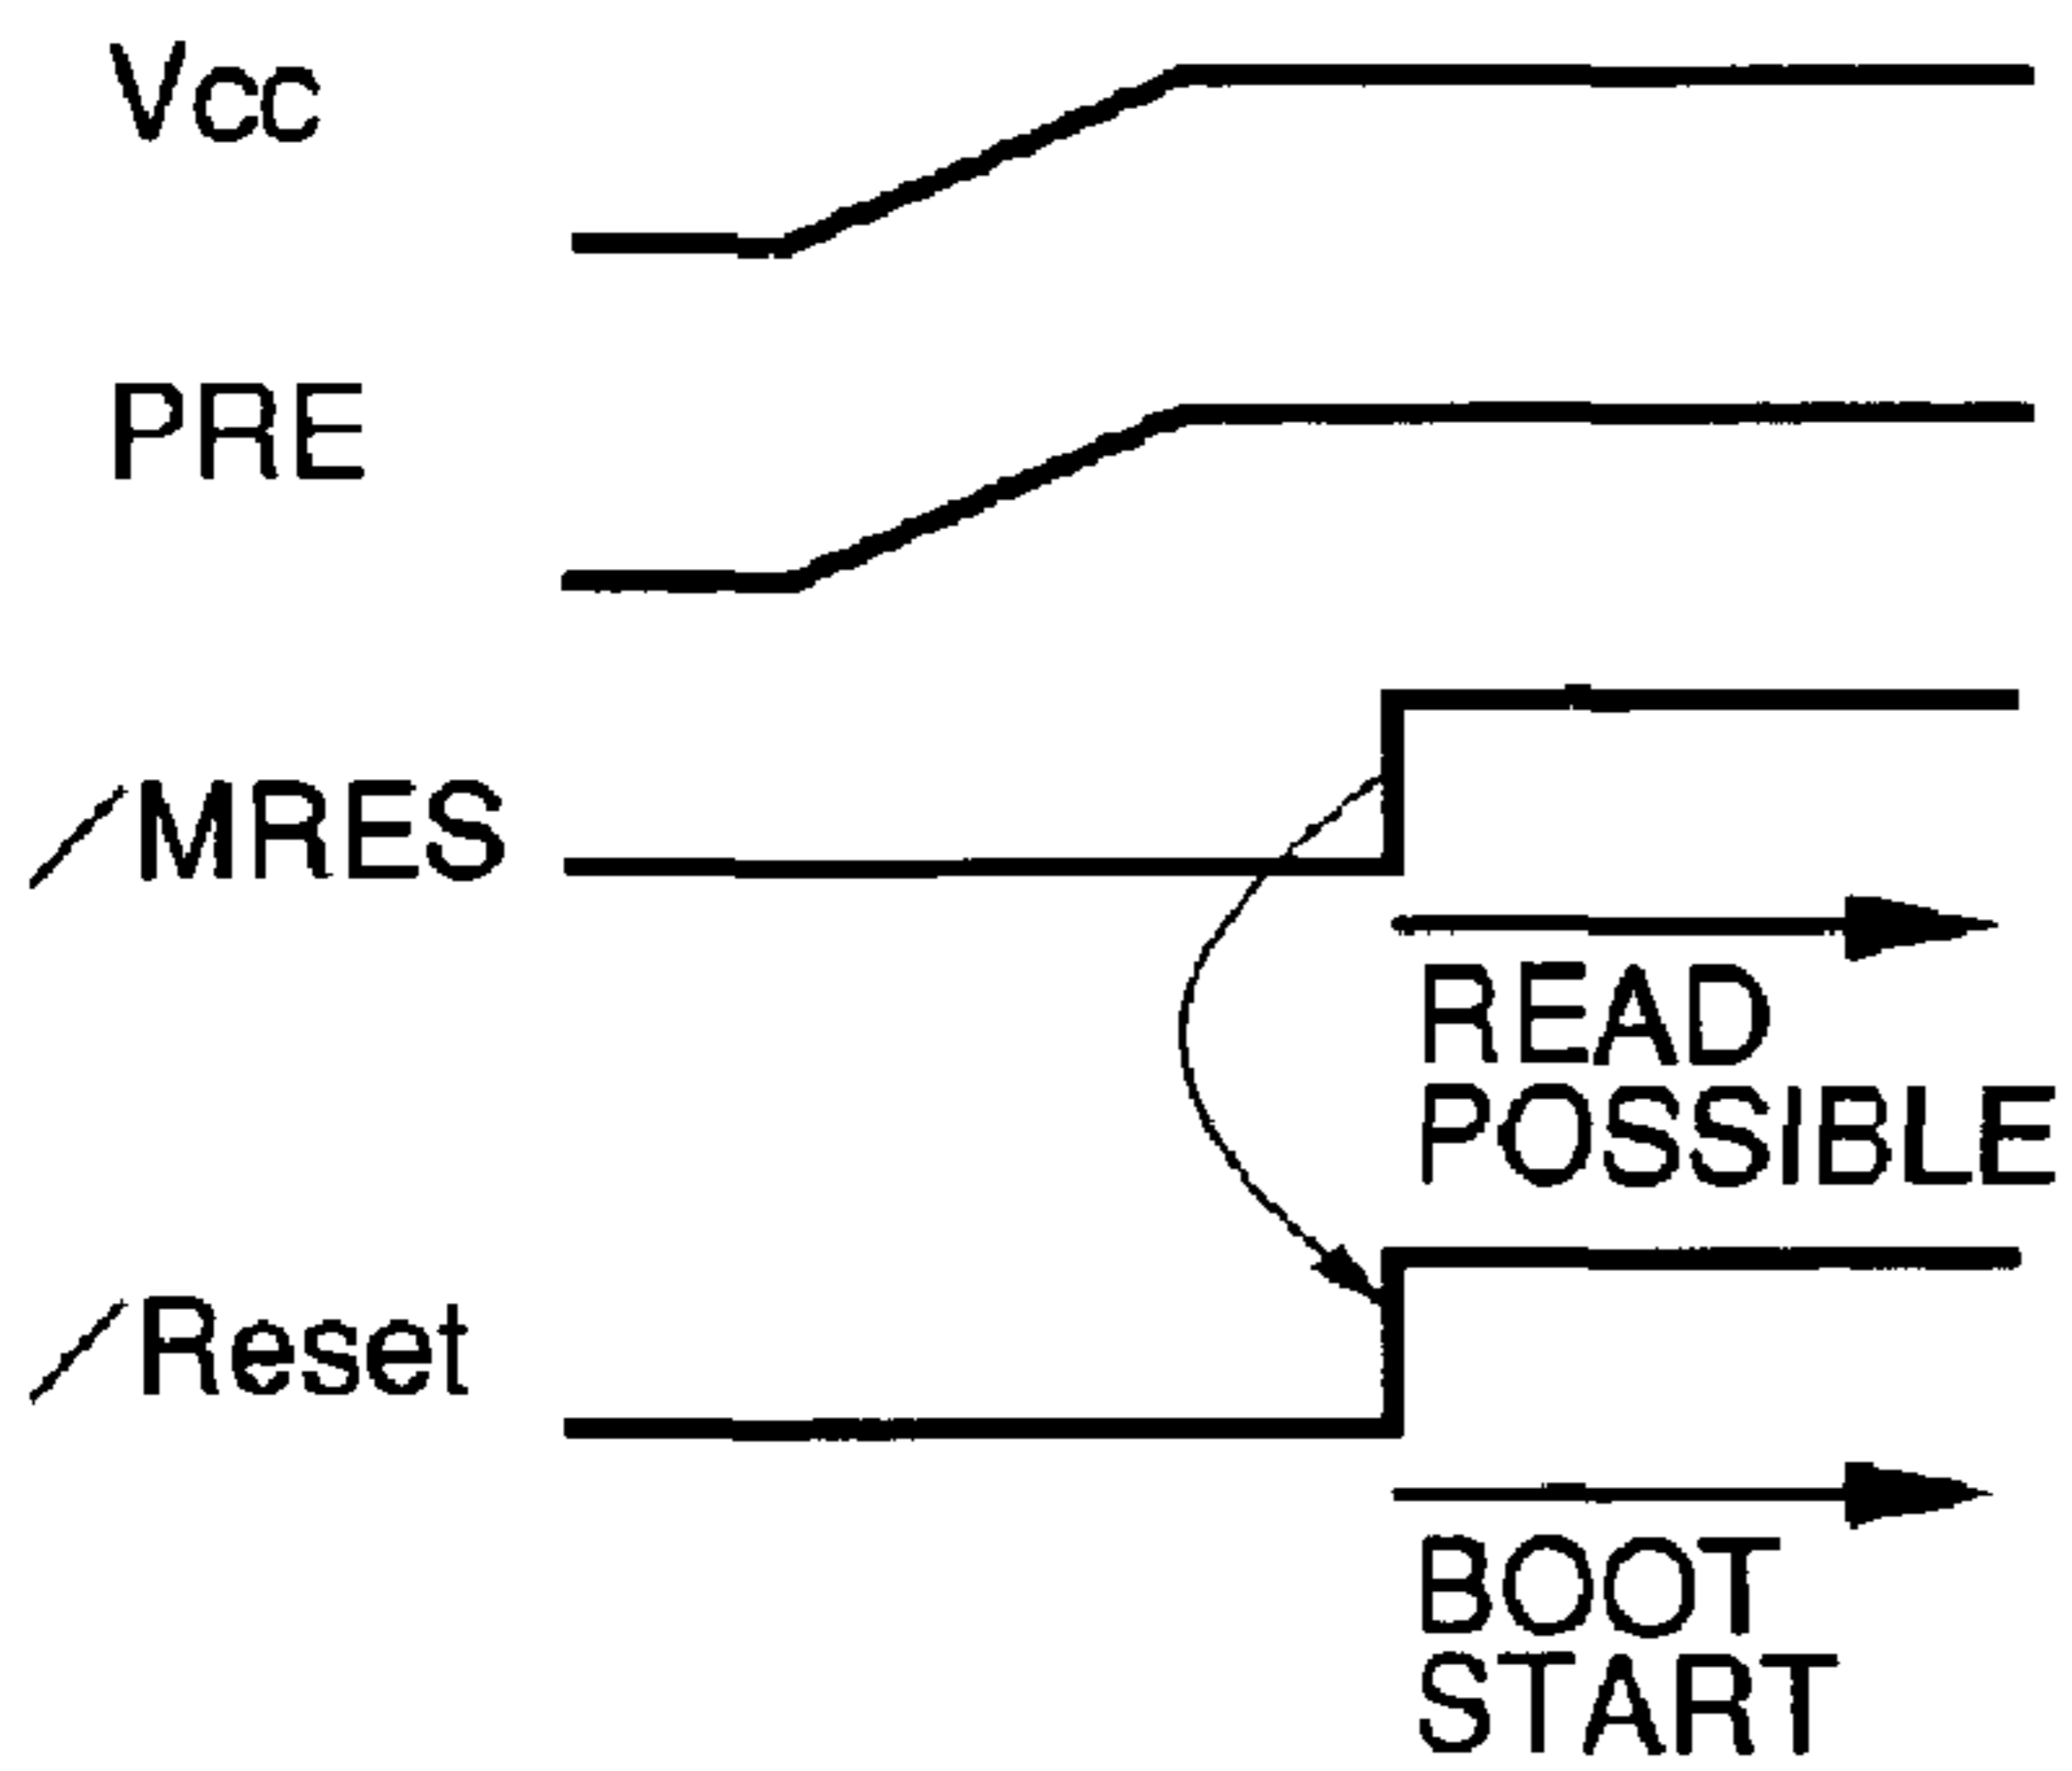 Vcc
PRE
/MRES
READ
POSSIBLE
/Reset
BOOT
START